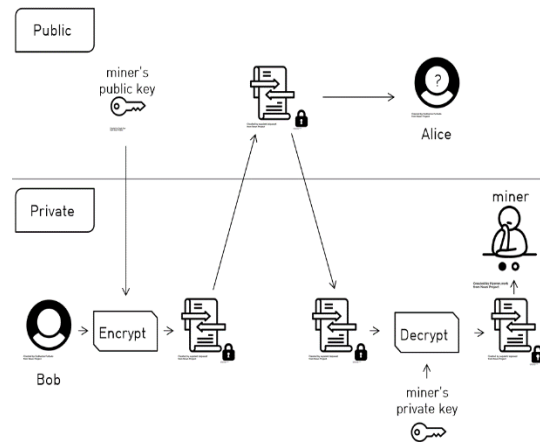 Public
miner's
public key
?
Alice
Private
miner
Bob
Encrypt
Decrypt
miner's
private key